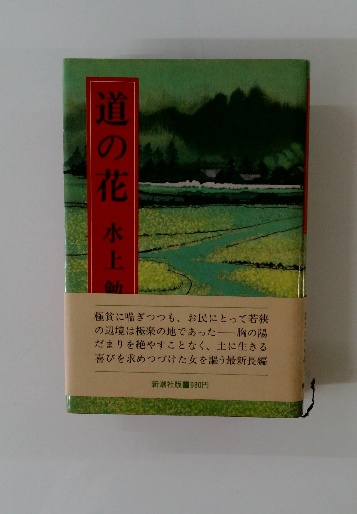 道の花
水上勉
極貧に喘ぎつつも、お民にとって若狭
の辺境は極楽の地であった――胸の陽
だまりを絶やすことなく、土に生きる
喜びを求めつづけた女を謳う最新長編
新潮社版■980円